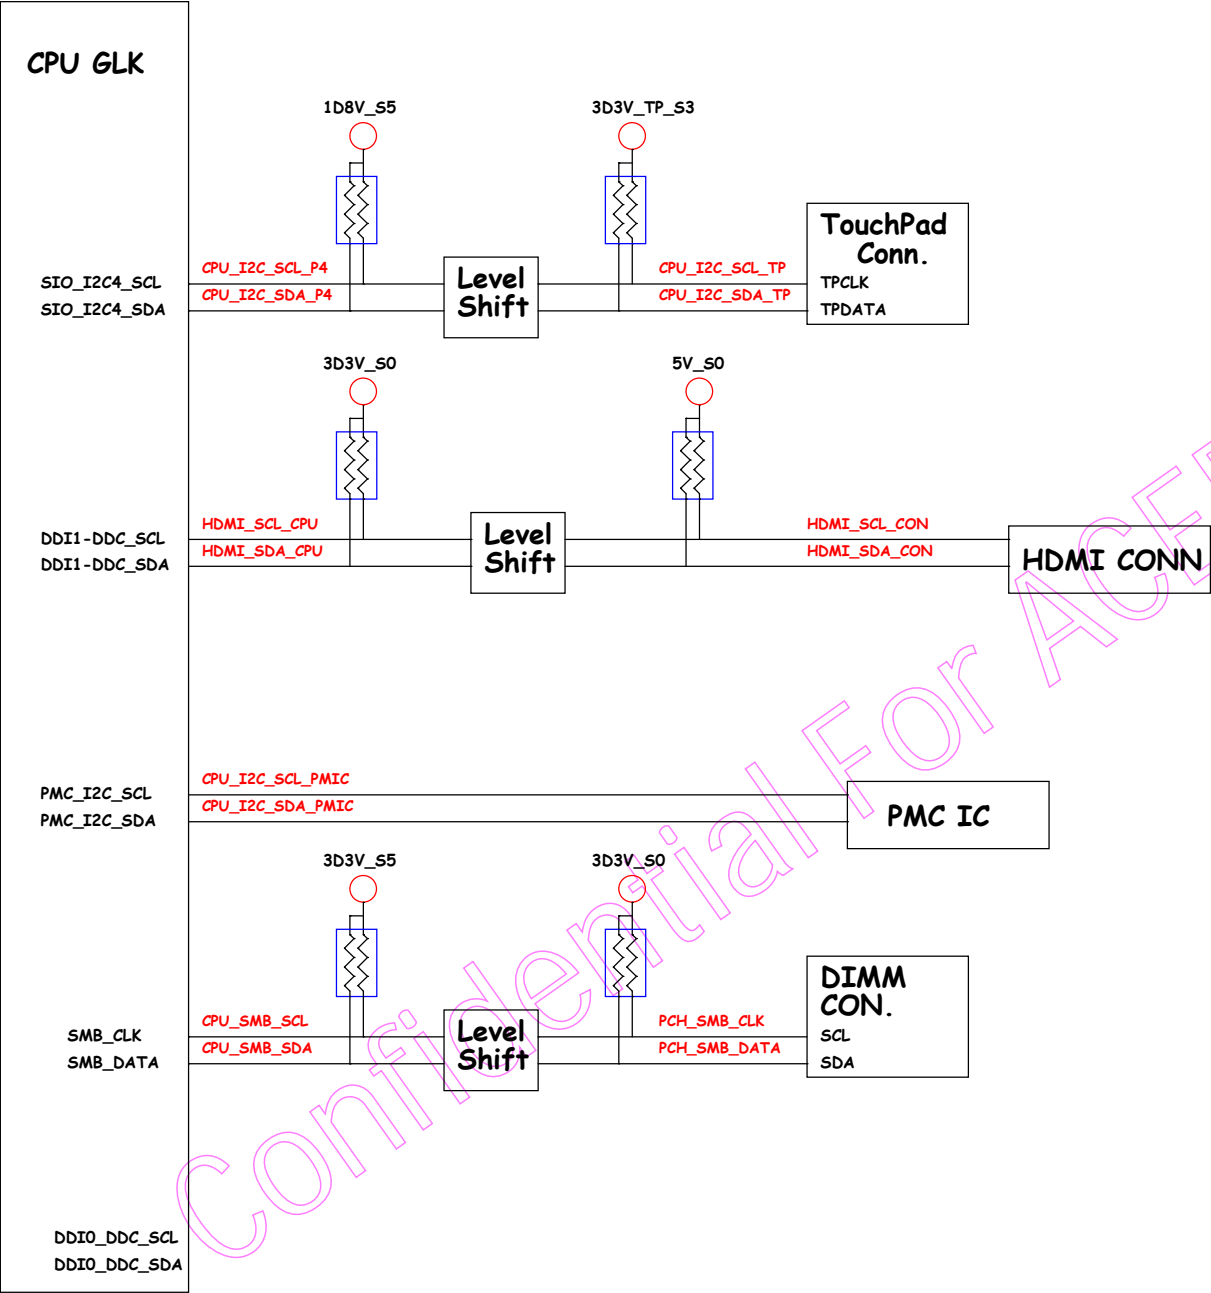 CPU GLK
1D8V_S5
3D3V_TP_S3
TouchPad
Conn.
CPU_I2C_SCL_P4
CPU_I2C_SCL_TP
SIO_I2C4_SCL
Level
TPCLK
CPU_I2C_SDA_P4
CPU_I2C_SDA_TP
SIO_I2C4_SDA
Shift
TPDATA
3D3V_S0
5V_S0
HDMI_SCL_CPU
HDMI_SCL_CON
DDI1-DDC_SCL
Level
HDMI_SDA_CPU
HDMI_SDA_CON
DDI1-DDC_SDA
Shift
HDMI CONN
CPU_I2C_SCL_PMIC
PMC_I2C_SCL
CPU_I2C_SDA_PMIC
PMC_I2C_SDA
PMC IC
3D3V_S5
3D3V_S0
DIMM
CON.
CPU_SMB_SCL
PCH_SMB_CLK
SMB_CLK
Level
SCL
CPU_SMB_SDA
PCH_SMB_DATA
SMB_DATA
Shift
SDA
DDI0_DDC_SCL
DDI0_DDC_SDA
Confidential For ACE